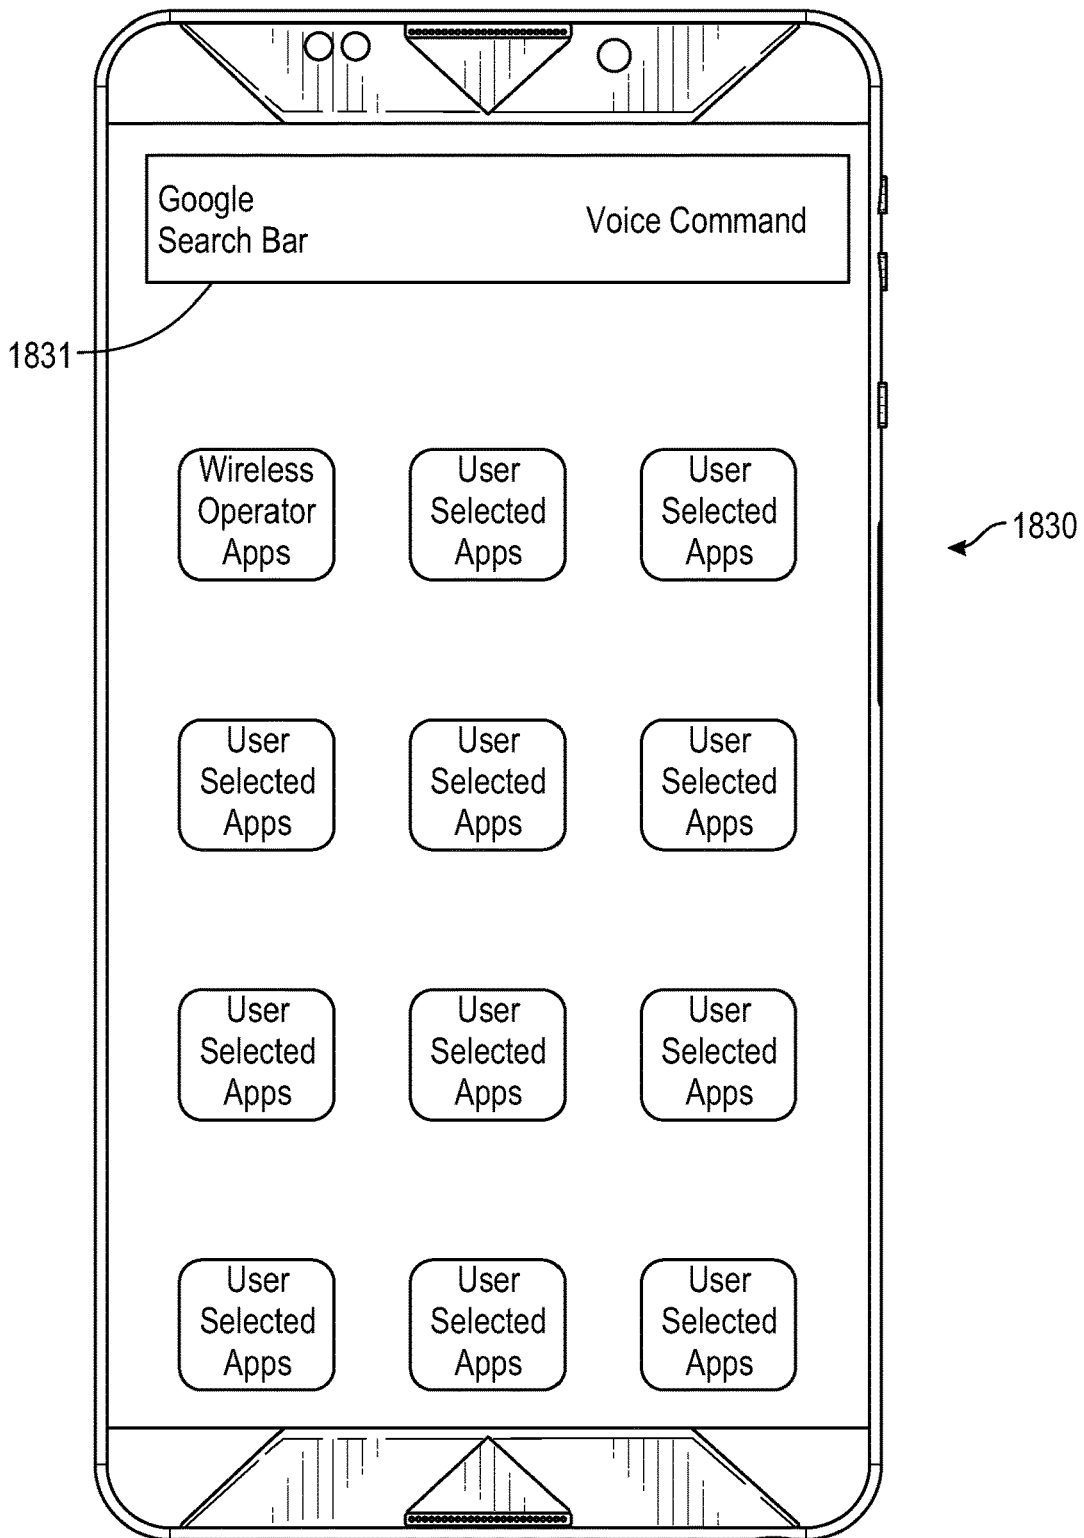 Google
Search Bar
Voice Command
1831
Wireless
Operator
Apps
User
Selected
Apps
User
Selected
Apps
1830
User
Selected
Apps
User
Selected
Apps
User
Selected
Apps
User
Selected
Apps
User
Selected
Apps
User
Selected
Apps
User
Selected
Apps
User
Selected
Apps
User
Selected
Apps